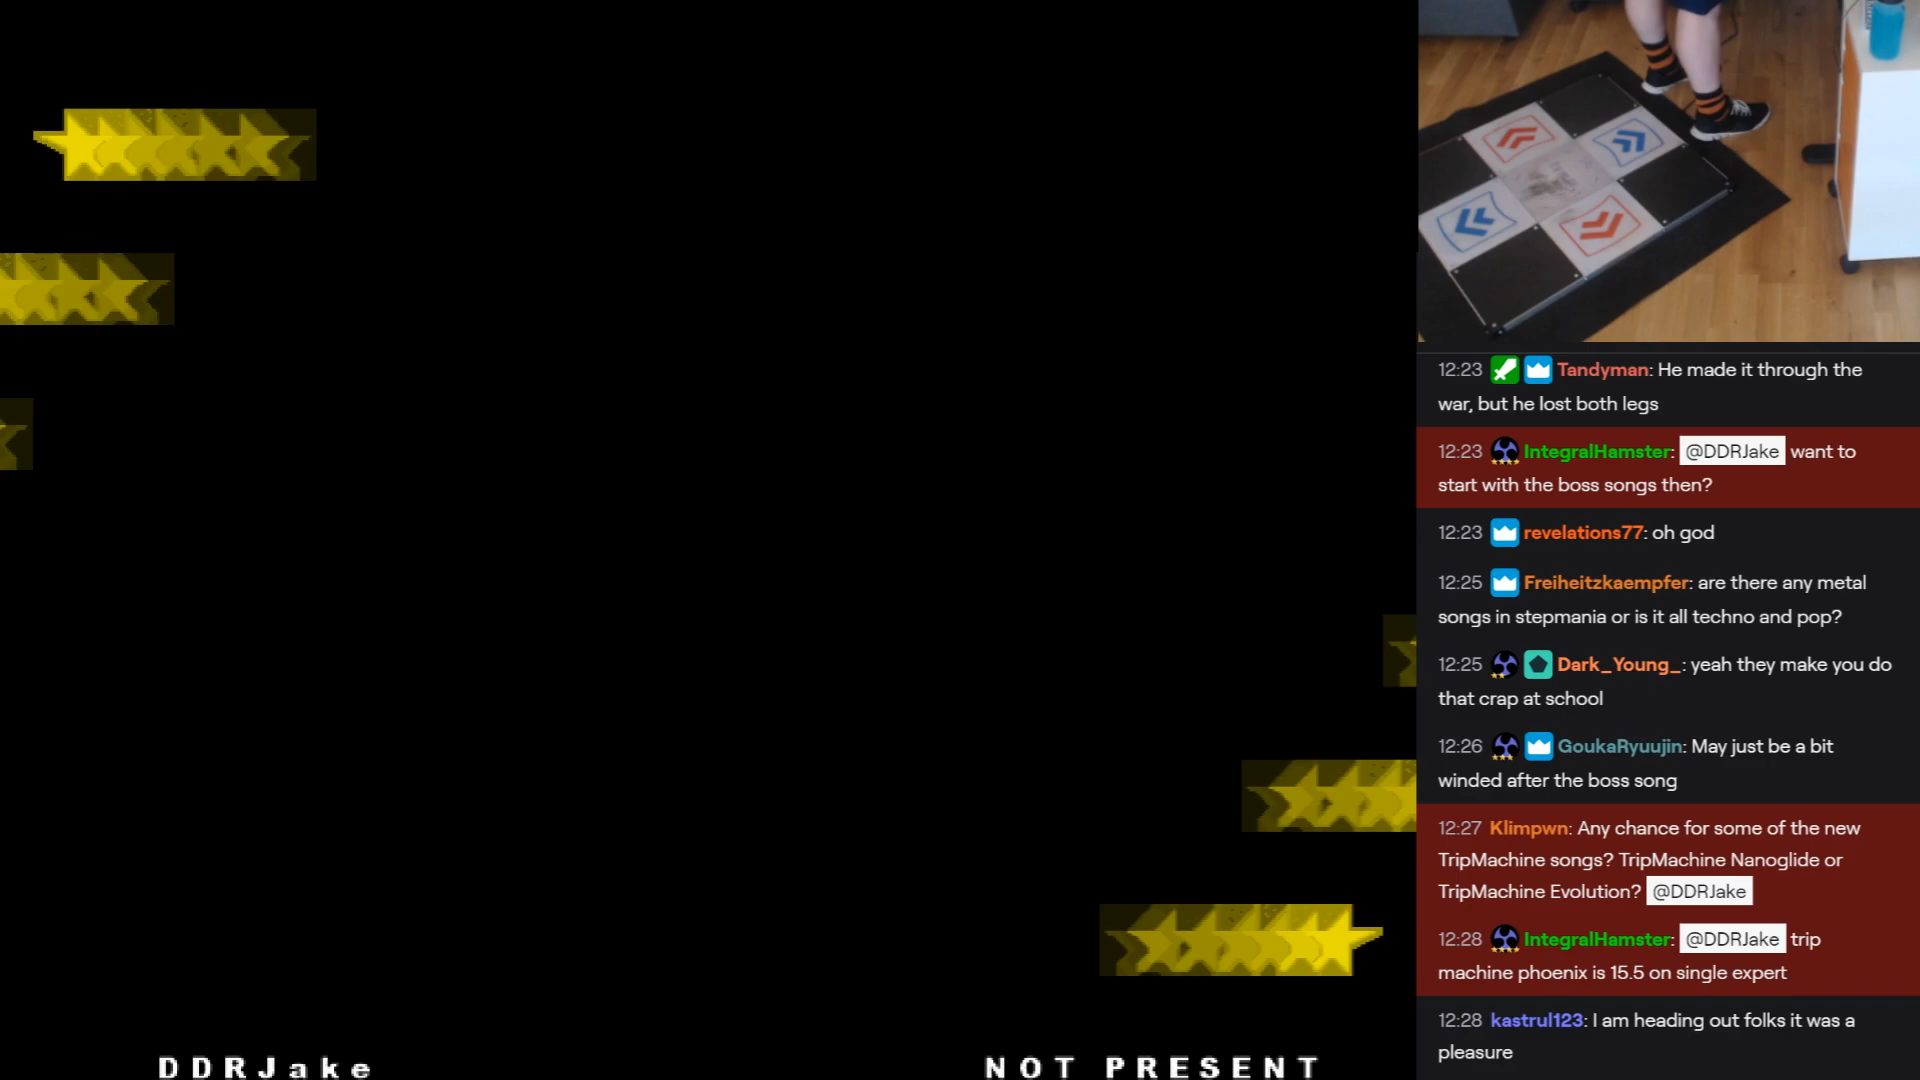 12:23 Tandyman: He made it through the
war, but he lost both legs
12:23 IntegralHamster: @DDRJake want to
start with the boss songs then?
12:23 revelations77: oh god
12:25 Freiheitzkaempfer: are there any metal
songs in stepmania or is it all techno and pop?
12:25 Dark_Young_: yeah they make you do
that crap at school
12:26 GoukaRyuujin: May just be a bit
winded after the boss song
12:27 Klimpwn: Any chance for some of the new
TripMachine songs? TripMachine Nanoglide or
TripMachine Evolution? @DDRJake
12:28 IntegralHamster: @DDRJake trip
machine phoenix is 15.5 on single expert
12:28 kastrul123: I am heading out folks it was a
pleasure
DDRJake
NOT PRESENT